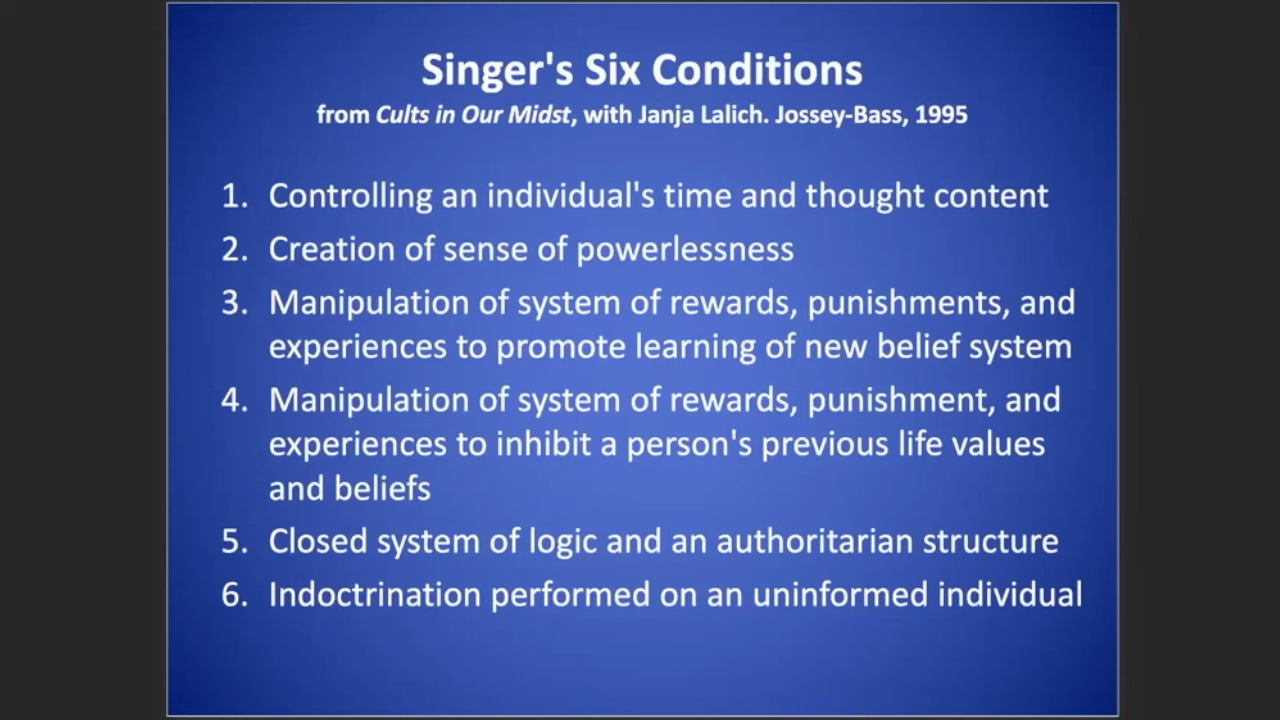 Singer's Six Conditions
from Cults in Our Midst, with Janja Lalich. Jossey-Bass, 1995
1. Controlling an individual's time and thought content
2. Creation of sense of powerlessness
3. Manipulation of system of rewards, punishments, and
experiences to promote learning of new belief system
4. Manipulation of system of rewards, punishment, and
experiences to inhibit a person's previous life values
and beliefs
5. Closed system of logic and an authoritarian structure
6. Indoctrination performed on an uninformed individual